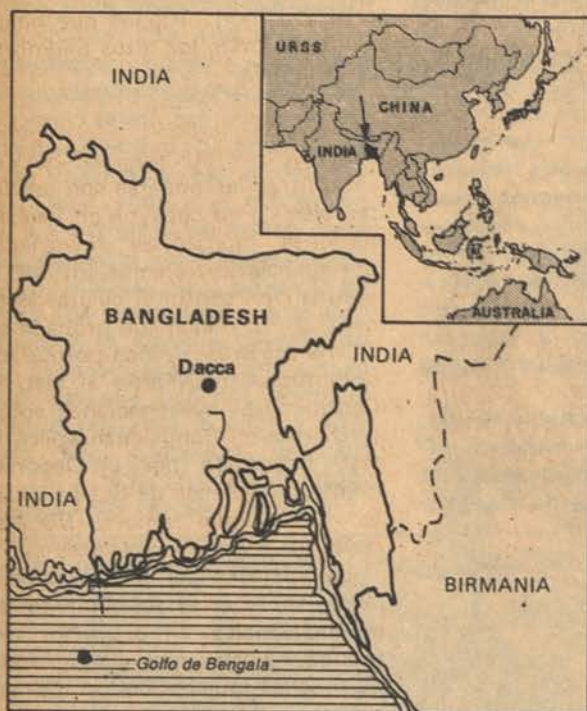 INDIA
URSS
CHINA
INDIA
AUSTRALIA
BANGLADESH
Dacca
INDIA
INDIA
BIRMANIA
Golfo de Bengala